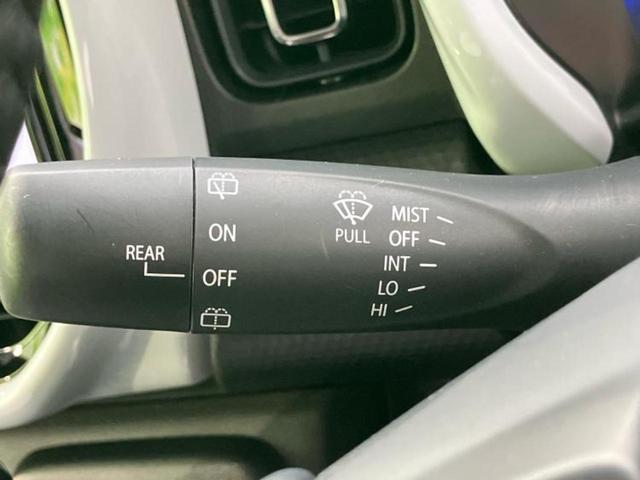 REAR
ON
OFF
PULL
MIST
OFF
INT
LO
HI